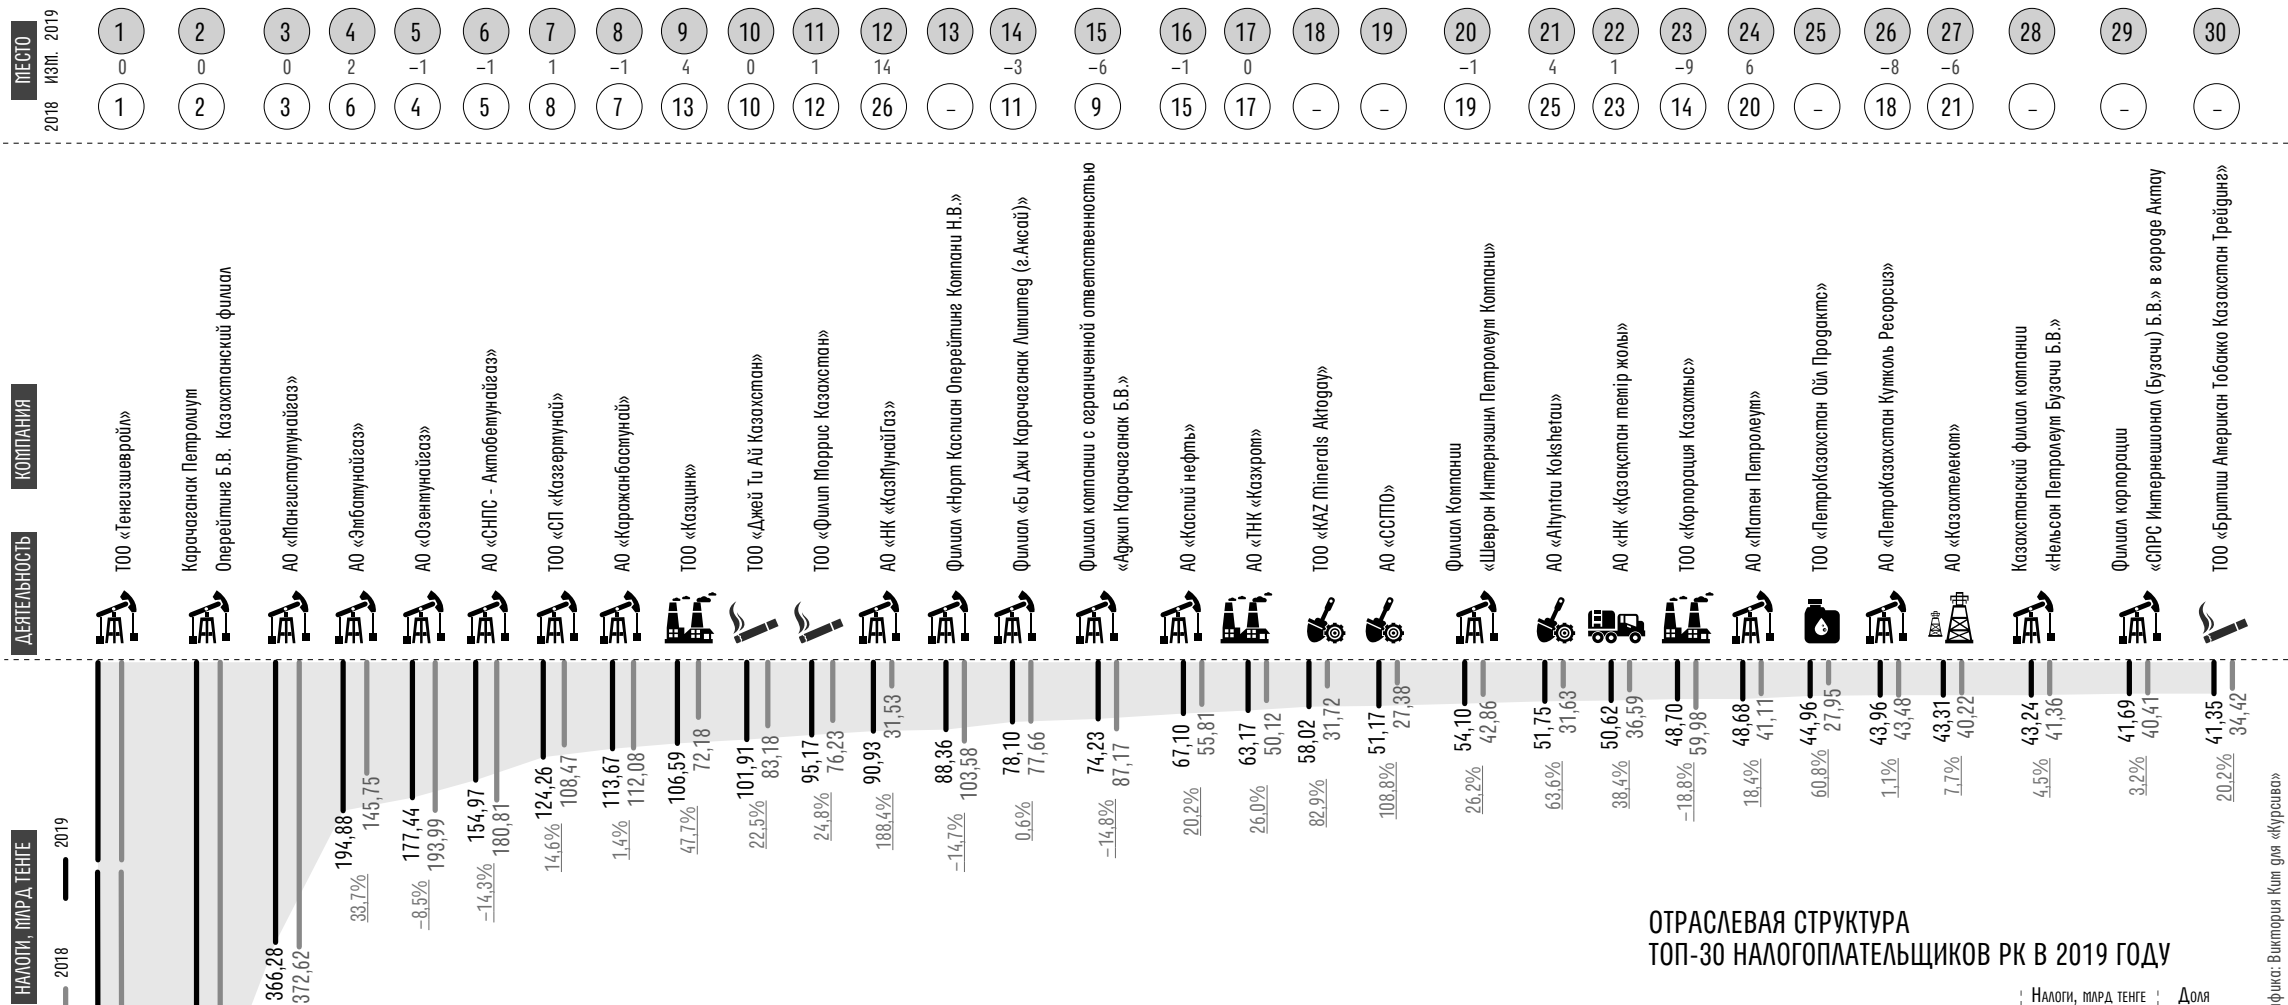 МЕСТО
2019
ИЗМ.
2018
1 2 3 4 5 6 7 8 9 10 11 12 13 14 15 16 17 18 19 20 21 22 23 24 25 26 27 28 29 30
0 0 0 2 –1 –1 1 –1 4 0 1 14 –3 –6 –1 0 –1 4 1 –9 6 –8 –6
1 2 3 6 4 5 8 7 13 10 12 26 – 11 9 15 17 – – 19 25 23 14 20 – 18 21 – – –
КОМПАНИЯ
ТОО «Тенгизшевройл»
Карачаганак Петролиум
Оперейтинг Б.В. Казахстанский филиал
АО «Мангистаумунайгаз»
АО «Эмбамунайгаз»
АО «Озенмунайгаз»
АО «СНПС - Актобемунайгаз»
ТОО «СП «Казгермунай»
АО «Каражанбасмунай»
ТОО «Казцинк»
ТОО «Джей Ти Ай Казахстан»
ТОО «Филип Моррис Казахстан»
АО «НК «КазМунайГаз»
Филиал «Норт Каспиан Оперейтинг Компани Н.В.»
Филиал «Би Джи Карачаганак Лимитед (г.Аксай)»
Филиал компании с ограниченной ответственностью
«Аджип Карачаганак Б.В.»
АО «Каспий нефть»
АО «ТНК «Казхром»
ТОО «KAZ Minerals Aktogay»
АО «ССГПО»
Филиал Компании
«Шеврон Интернэшнл Петролеум Компани»
АО «Altyntau Kokshetau»
АО «НК «Қазақстан темір жолы»
ТОО «Корпорация Казахмыс»
АО «Матен Петролеум»
ТОО «ПетроКазахстан Ойл Продактс»
АО «ПетроКазахстан Кумколь Ресорсиз»
АО «Казахтелеком»
Казахстанский филиал компании
«Нельсон Петролеум Бузачи Б.В.»
Филиал корпорации
«СПРС Интернешионал (Бузачи) Б.В.» в городе Актау
ТОО «Бритиш Американ Тобакко Казахстан Трейдинг»
ДЕЯТЕЛЬНОСТЬ
НАЛОГИ, МЛРД ТЕНГЕ
2019
2018
366,28
372,62
194,88
145,75
33,7%
177,44
193,99
–8,5%
154,97
180,81
–14,3%
124,26
108,47
14,6%
113,67
112,08
1,4%
106,59
72,18
47,7%
101,91
83,18
22,5%
95,17
76,23
24,8%
90,93
31,53
188,4%
88,36
103,58
–14,7%
78,10
77,66
0,6%
74,23
87,17
–14,8%
67,10
55,81
20,2%
63,17
50,12
26,0%
58,02
31,72
82,9%
51,17
27,38
108,8%
54,10
42,86
26,2%
51,75
31,63
63,6%
50,62
36,59
38,4%
48,70
59,98
–18,8%
48,68
41,11
18,4%
44,96
27,95
60,8%
43,96
43,48
1,1%
43,31
40,22
7,7%
43,24
41,36
4,5%
41,69
40,41
3,2%
41,35
34,42
20,2%
ОТРАСЛЕВАЯ СТРУКТУРА
ТОП-30 НАЛОГОПЛАТЕЛЬЩИКОВ РК В 2019 ГОДУ
Налоги, млрд тенге
Доля
фика: Виктория Ким для «Курсива»